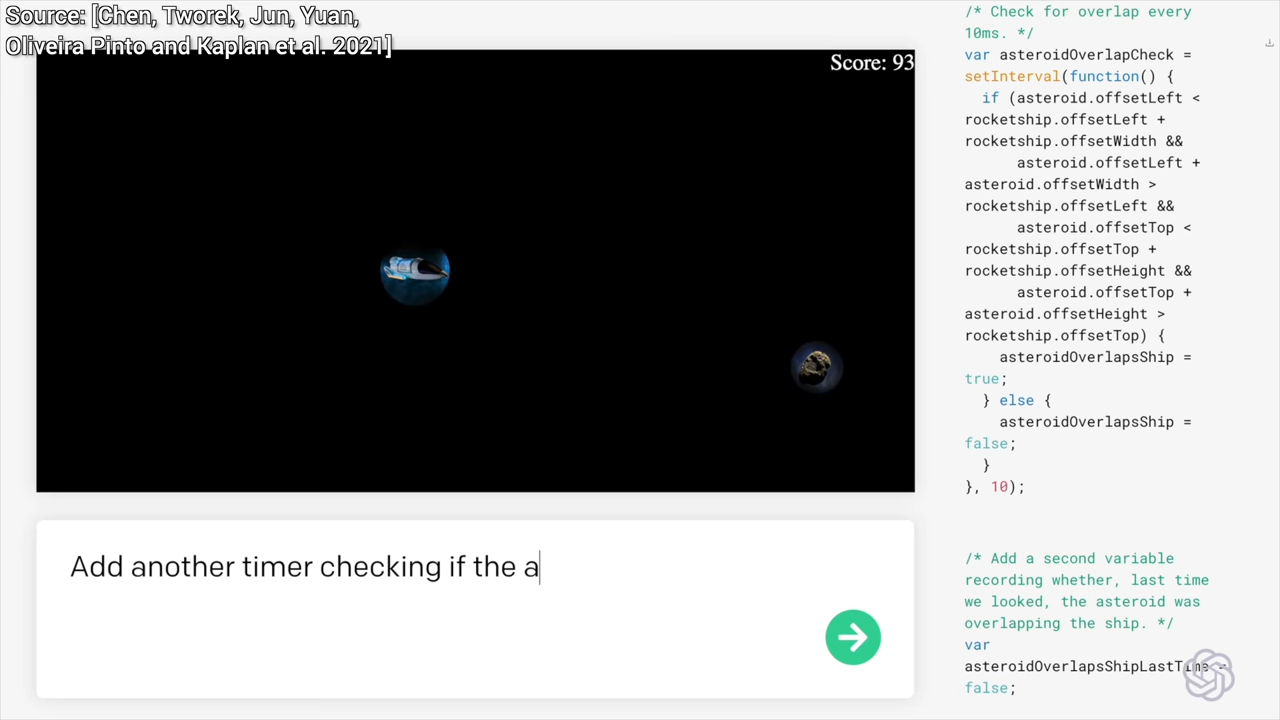 Source: [Chen, Tworek, Jun, Yuan,
Oliveira Pinto and Kaplan et al. 2021]
Score: 93
Add another timer checking if the a
/* Check for overlap every
10ms. */
var asteroidOverlapCheck =
setInterval(function() {
if (asteroid.offsetLeft <
rocketship.offsetLeft +
rocketship.offsetWidth &&
asteroid.offsetLeft +
asteroid.offsetWidth >
rocketship.offsetLeft &&
asteroid.offsetTop <
rocketship.offsetTop +
rocketship.offsetHeight &&
asteroid.offsetTop +
asteroid.offsetHeight >
rocketship.offsetTop) {
asteroidOverlapsShip =
true;
} else {
asteroidOverlapsShip =
false;
}
}, 10);
/* Add a second variable
recording whether, last time
we looked, the asteroid was
overlapping the ship. */
var
asteroidOverlapsShipLastTime =
false;